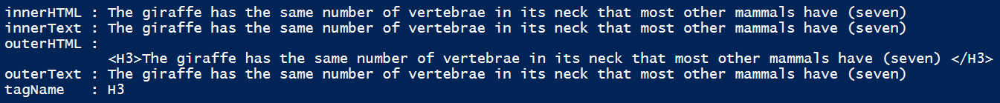 innerHTML : The giraffe has the same number of vertebrae in its neck that most other mammals have (seven)
innerText : The giraffe has the same number of vertebrae in its neck that most other mammals have (seven)
outerHTML :
<H3>The giraffe has the same number of vertebrae in its neck that most other mammals have (seven) </H3>
outerText : The giraffe has the same number of vertebrae in its neck that most other mammals have (seven)
tagName : H3